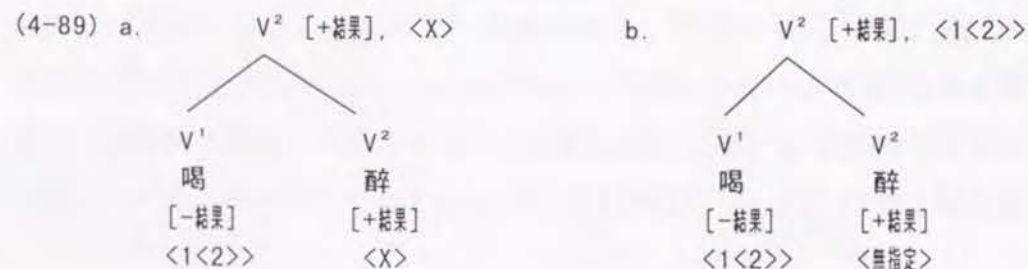 (4-89) a. V² [+結果], <X> b. V² [+結果], <1<2>>
V¹ V² V¹ V²
喝 醉 喝 醉
[-結果] [+結果] [-結果] [+結果]
<1<2>> <X> <1<2>> <無指定>